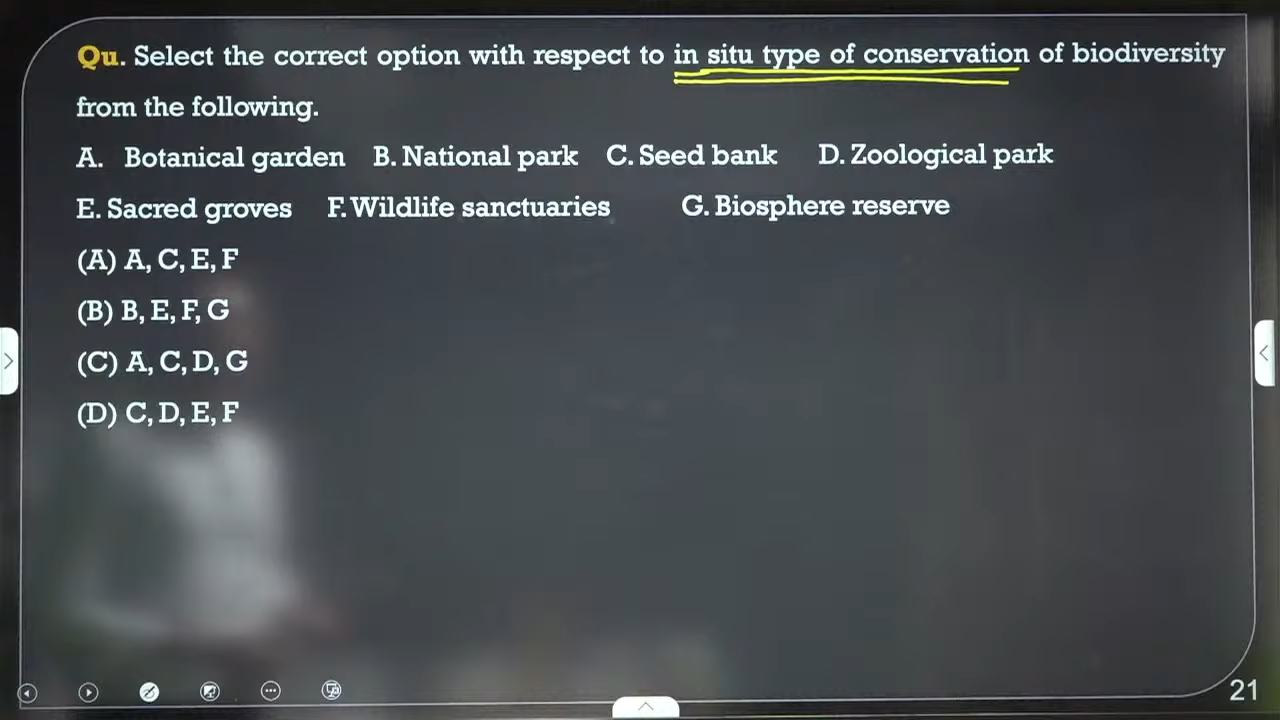 Qu. Select the correct option with respect to in situ type of conservation of biodiversity
from the following.
A. Botanical garden B. National park C. Seed bank D. Zoological park
E. Sacred groves F. Wildlife sanctuaries G. Biosphere reserve
(A) A, C, E, F
(B) B, E, F, G
(C) A, C, D, G
(D) C, D, E, F
21